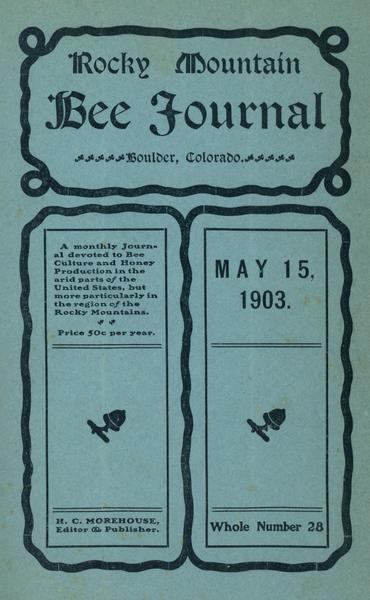 Rocky Mountain
Bee Journal
Boulder, Colorado.
A monthly Journ-
al devoted to Bee
Culture and Honey
Production in the
arid parts of the
United States, but
more particularly in
the region of the
Rocky Mountains.
Price 50c per year.
H. C. MOREHOUSE,
Editor & Publisher.
MAY 15,
1903.
Whole Number 28